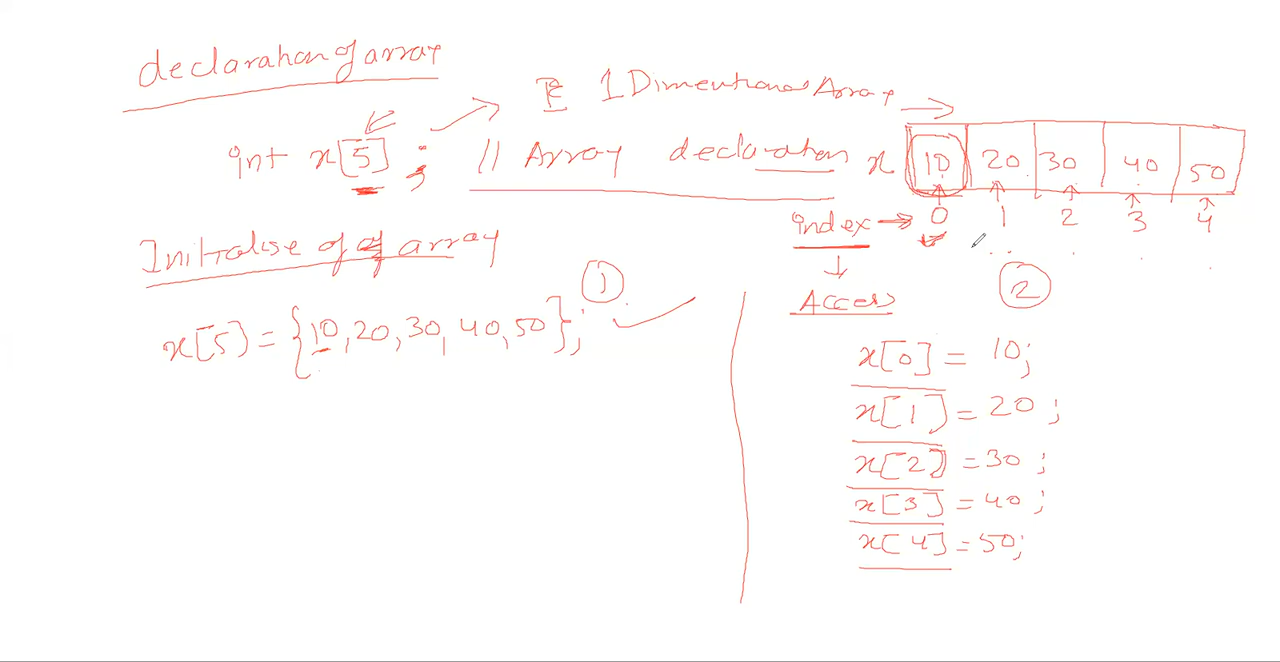 declaration of array
1 Dimentional Array
int x[5]; // Array declaration x 10 20 30 40 50
index → 0 1 2 3 4
Initialise of array
Access
1
2
x[5] = {10,20,30,40,50};
x[0] = 10;
x[1] = 20;
x[2] = 30;
x[3] = 40;
x[4] = 50;